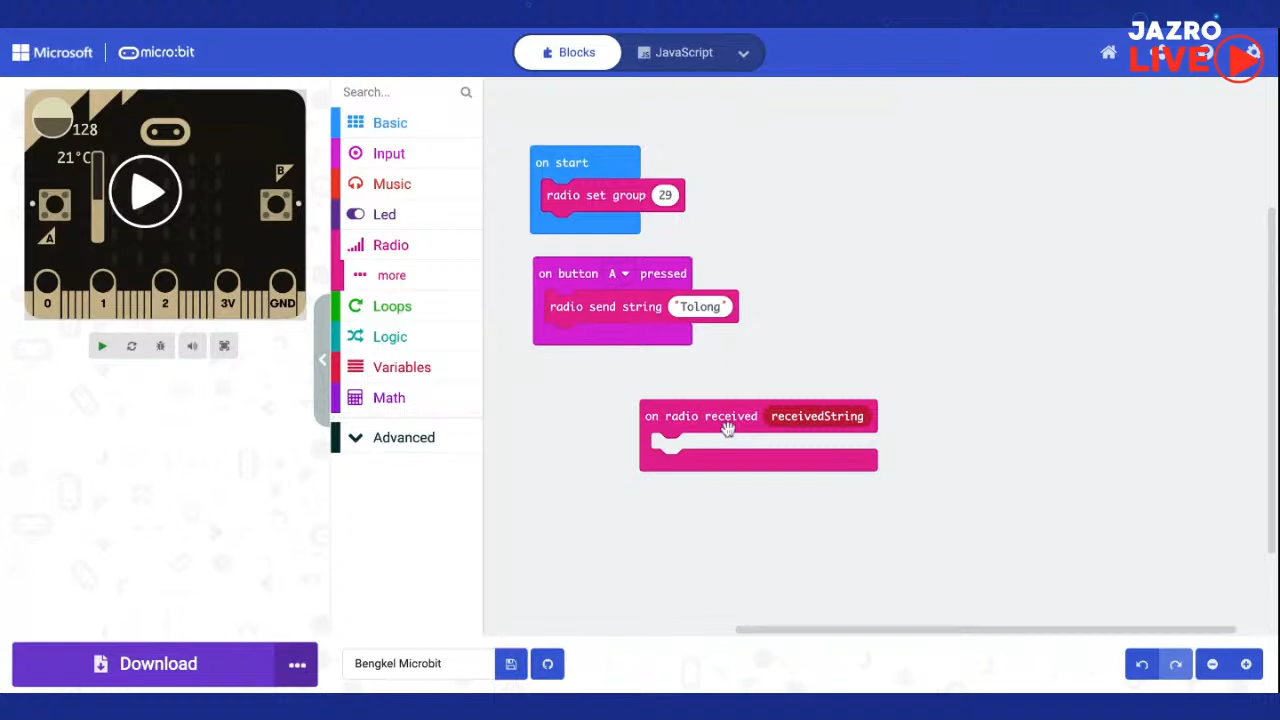 JAZRO
LIVE
Microsoft
micro:bit
Blocks
JavaScript
Search...
128
21°C
B
A
0
1
2
3V
GND
Basic
Input
Music
Led
Radio
more
Loops
Logic
Variables
Math
Advanced
on start
radio set group 29
on button A pressed
radio send string "Tolong"
on radio received receivedString
Download
Bengkel Microbit